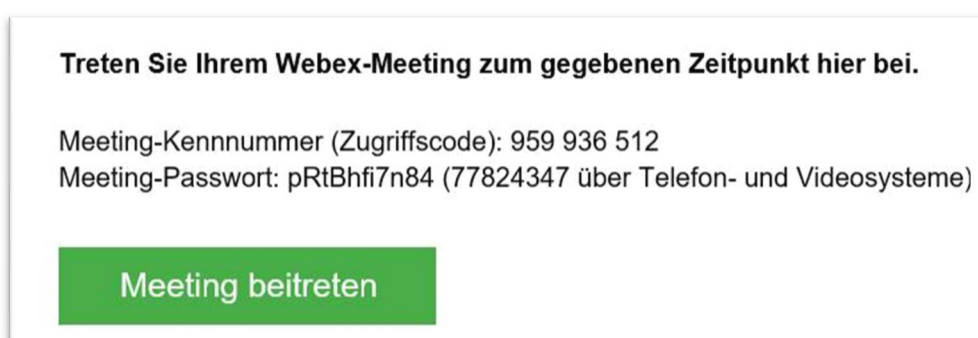 Treten Sie Ihrem Webex-Meeting zum gegebenen Zeitpunkt hier bei.
Meeting-Kennnummer (Zugriffscode): 959 936 512
Meeting-Passwort: pRtBhfi7n84 (77824347 über Telefon- und Videosysteme)
Meeting beitreten